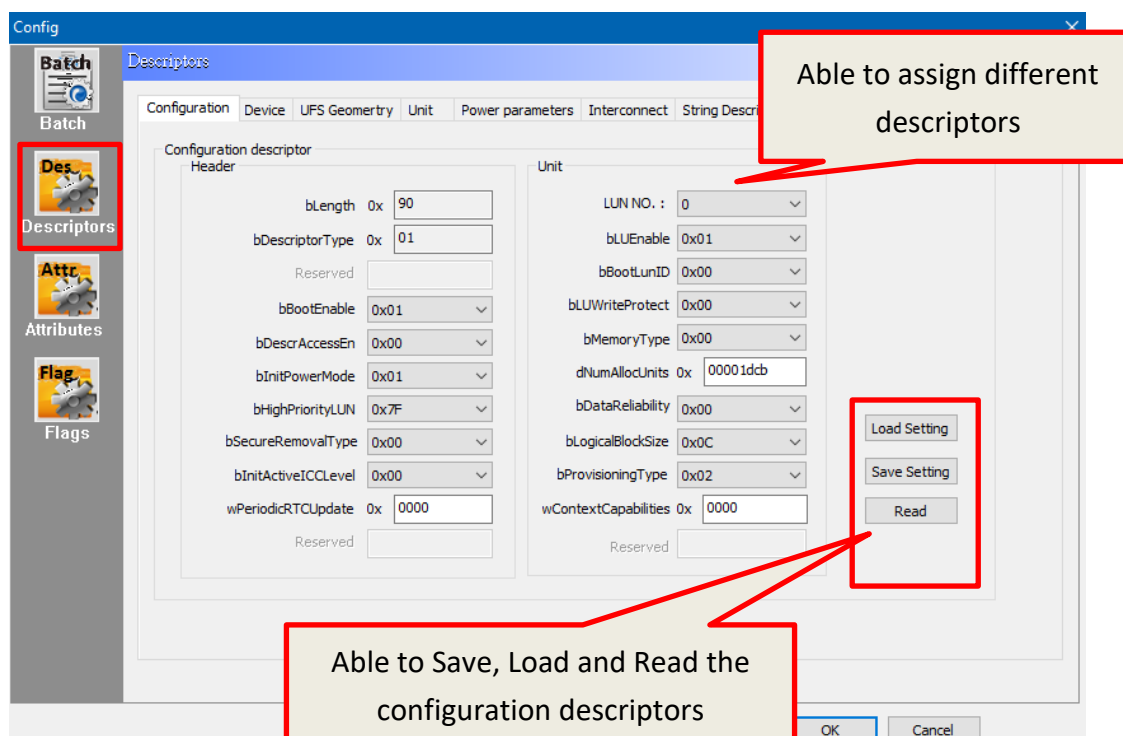 Config
Batch
Batch
Des.
Descriptors
Attr.
Attributes
Flag.
Flags
Descriptors
Configuration Device UFS Geomertry Unit Power parameters Interconnect String Descri
Able to assign different
descriptors
Configuration descriptor
Header
bLength 0x 90
bDescriptorType 0x 01
Reserved
bBootEnable 0x01
bDescrAccessEn 0x00
bInitPowerMode 0x01
bHighPriorityLUN 0x7F
bSecureRemovalType 0x00
bInitActiveICCLevel 0x00
wPeriodicRTCUpdate 0x 0000
Reserved
Unit
LUN NO. : 0
bLUEnable 0x01
bBootLunID 0x00
bLUWriteProtect 0x00
bMemoryType 0x00
dNumAllocUnits 0x 00001dcb
bDataReliability 0x00
bLogicalBlockSize 0x0C
bProvisioningType 0x02
wContextCapabilities 0x 0000
Reserved
Load Setting
Save Setting
Read
Able to Save, Load and Read the
configuration descriptors
OK Cancel